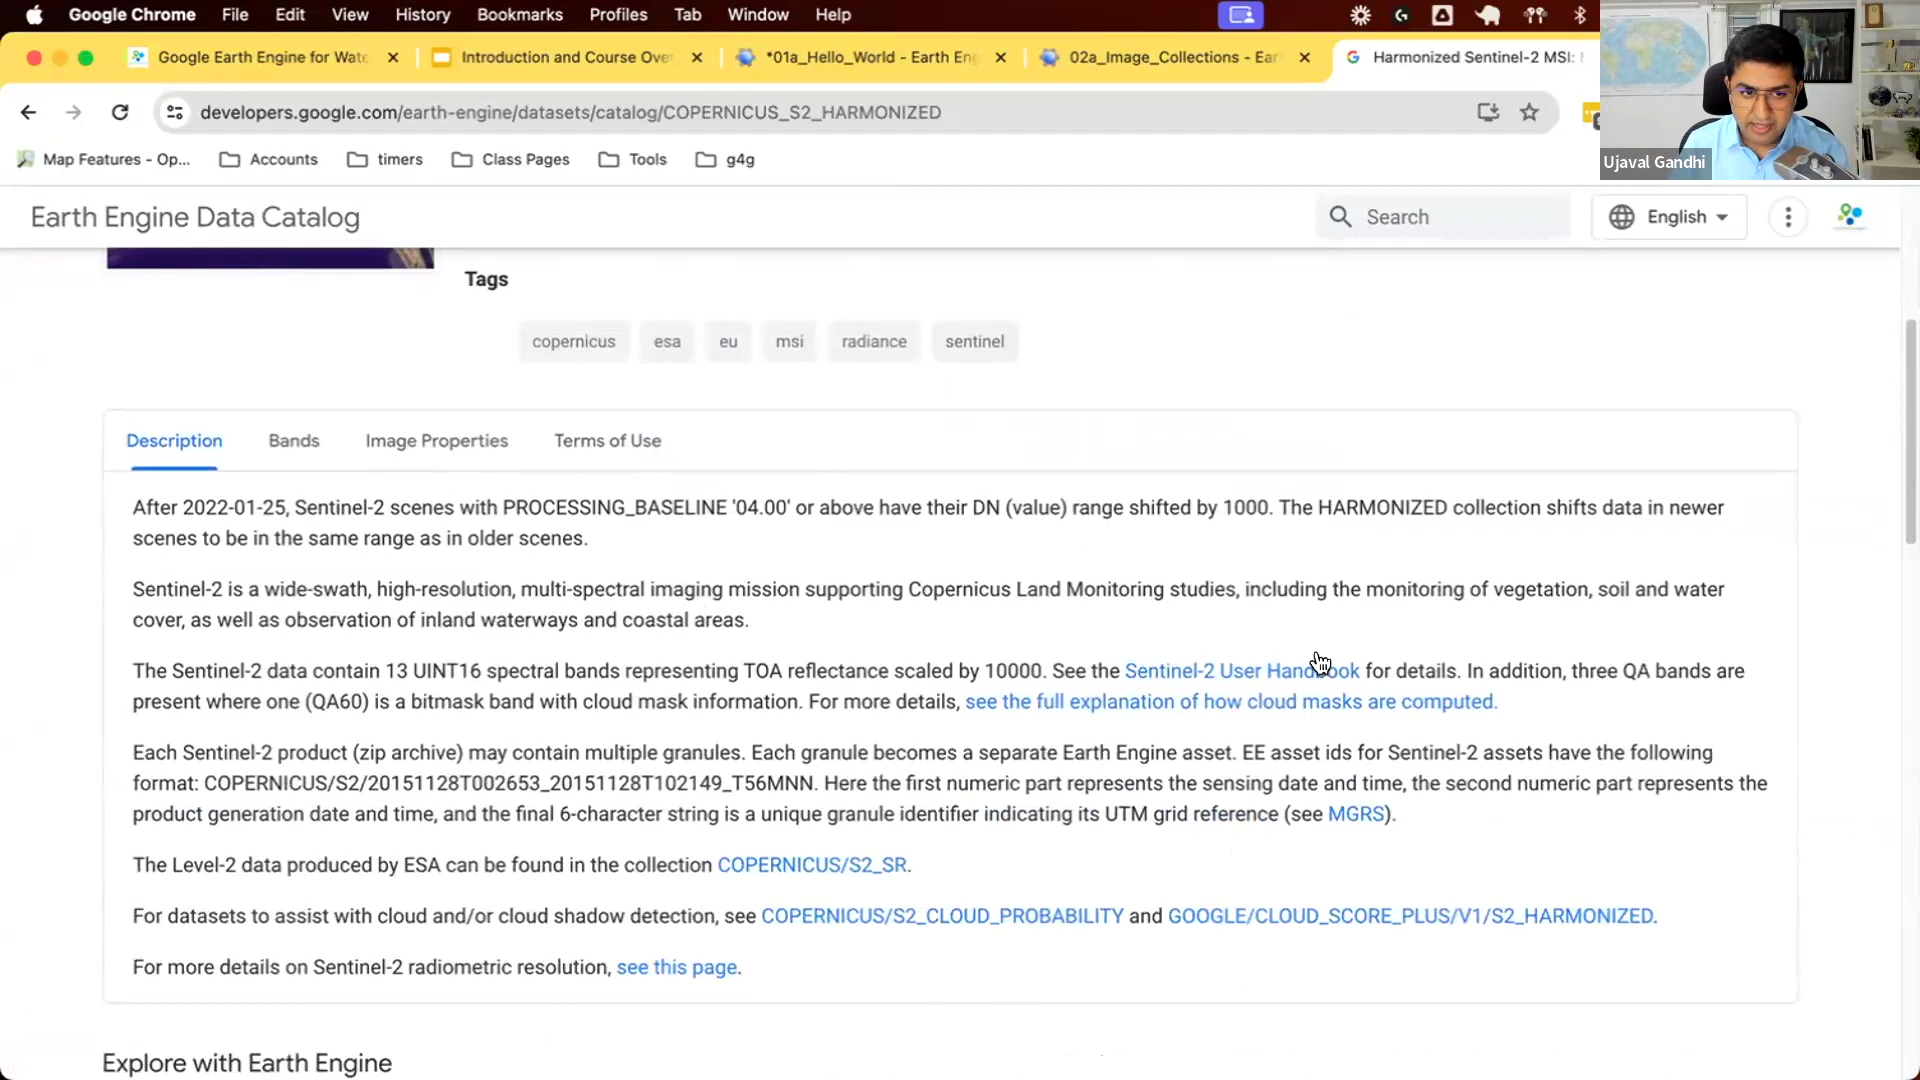 Google Chrome File Edit View History Bookmarks Profiles Tab Window Help
Google Earth Engine for Wate
Introduction and Course Ove
*01a_Hello_World - Earth En
02a_Image_Collections - Ear
Harmonized Sentinel-2 MSI:
developers.google.com/earth-engine/datasets/catalog/COPERNICUS_S2_HARMONIZED
Map Features - Op... Accounts timers Class Pages Tools g4g
Ujaval Gandhi
Earth Engine Data Catalog
Search
English
Tags
copernicus esa eu msi radiance sentinel
Description Bands Image Properties Terms of Use
After 2022-01-25, Sentinel-2 scenes with PROCESSING_BASELINE '04.00' or above have their DN (value) range shifted by 1000. The HARMONIZED collection shifts data in newer
scenes to be in the same range as in older scenes.
Sentinel-2 is a wide-swath, high-resolution, multi-spectral imaging mission supporting Copernicus Land Monitoring studies, including the monitoring of vegetation, soil and water
cover, as well as observation of inland waterways and coastal areas.
The Sentinel-2 data contain 13 UINT16 spectral bands representing TOA reflectance scaled by 10000. See the Sentinel-2 User Handbook for details. In addition, three QA bands are
present where one (QA60) is a bitmask band with cloud mask information. For more details, see the full explanation of how cloud masks are computed.
Each Sentinel-2 product (zip archive) may contain multiple granules. Each granule becomes a separate Earth Engine asset. EE asset ids for Sentinel-2 assets have the following
format: COPERNICUS/S2/20151128T002653_20151128T102149_T56MNN. Here the first numeric part represents the sensing date and time, the second numeric part represents the
product generation date and time, and the final 6-character string is a unique granule identifier indicating its UTM grid reference (see MGRS).
The Level-2 data produced by ESA can be found in the collection COPERNICUS/S2_SR.
For datasets to assist with cloud and/or cloud shadow detection, see COPERNICUS/S2_CLOUD_PROBABILITY and GOOGLE/CLOUD_SCORE_PLUS/V1/S2_HARMONIZED.
For more details on Sentinel-2 radiometric resolution, see this page.
Explore with Earth Engine